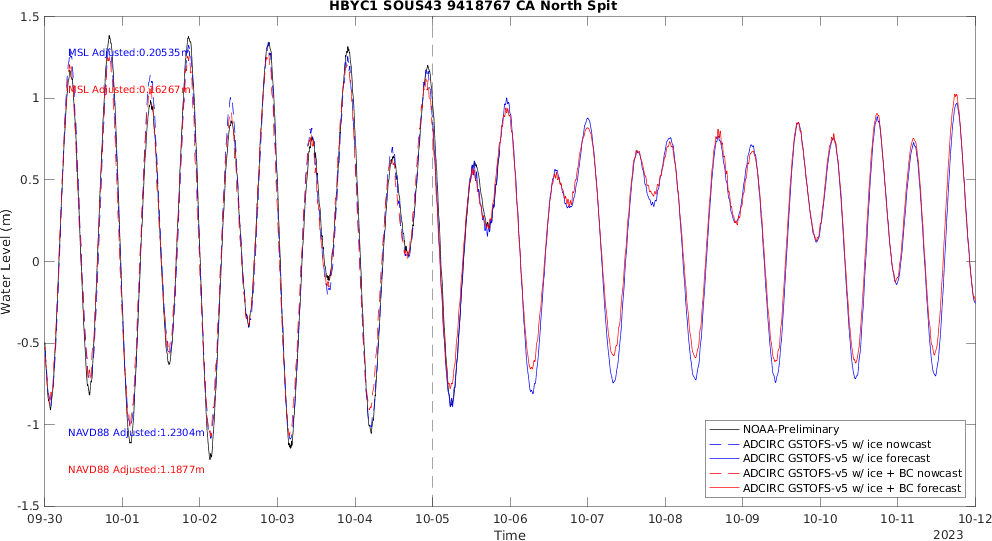 HBYC1 SOUS43 9418767 CA North Spit
1.5
1
0.5
0
-0.5
-1
-1.5
Water Level (m)
MSL Adjusted:0.20535m
MSL Adjusted:0.16267m
NAVD88 Adjusted:1.2304m
NAVD88 Adjusted:1.1877m
NOAA-Preliminary
ADCIRC GSTOFS-v5 w/ ice nowcast
ADCIRC GSTOFS-v5 w/ ice forecast
ADCIRC GSTOFS-v5 w/ ice + BC nowcast
ADCIRC GSTOFS-v5 w/ ice + BC forecast
09-30 10-01 10-02 10-03 10-04 10-05 10-06 10-07 10-08 10-09 10-10 10-11 10-12
Time
2023